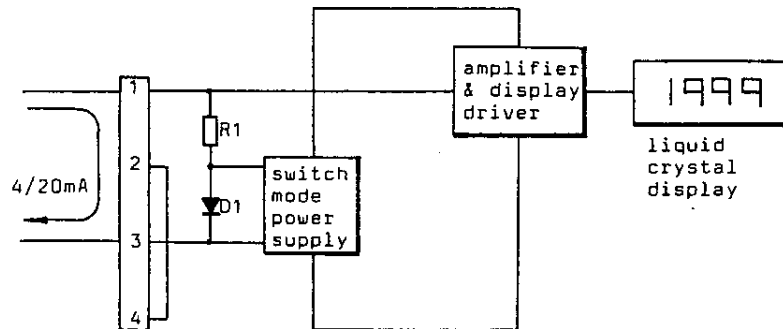 1
2
3
4
4/20mA
R1
D1
switch
mode
power
supply
amplifier
& display
driver
1999
liquid
crystal
display